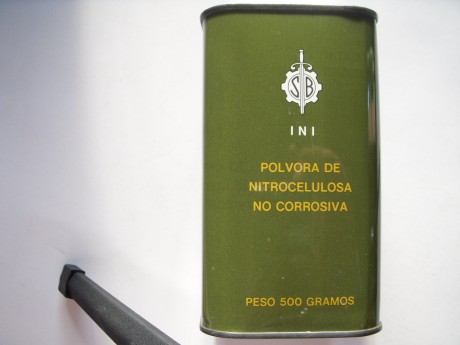 SB
INI
POLVORA DE
NITROCELULOSA
NO CORROSIVA
PESO 500 GRAMOS